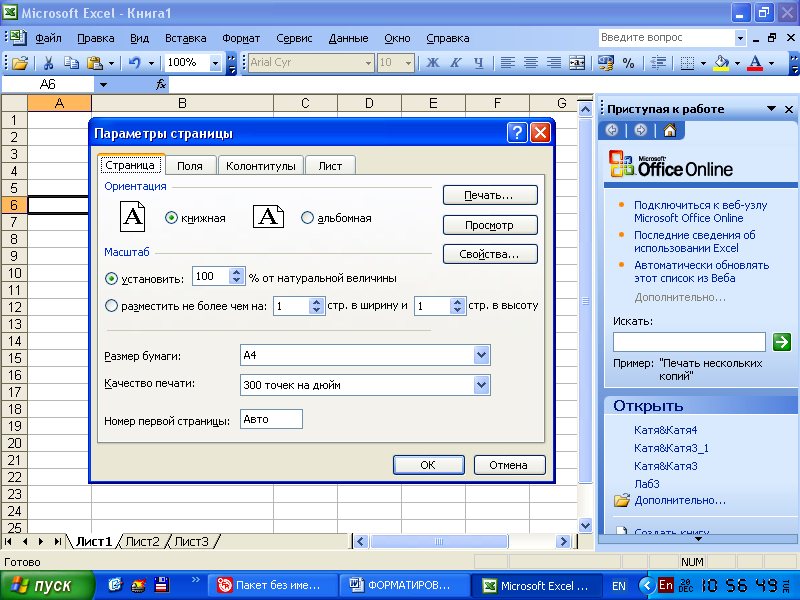 Microsoft Excel - Книга1
Файл Правка Вид Вставка Формат Сервис Данные Окно Справка Введите вопрос
100% Arial Cyr 10 Ж К Ч %
A6 fx
A B C D E F G
1
2
3
4
5
6
7
8
9
10
11
12
13
14
15
16
17
18
19
20
21
22
23
24
25
Параметры страницы
Страница Поля Колонтитулы Лист
Ориентация
A книжная A альбомная
Масштаб
установить: 100 % от натуральной величины
разместить не более чем на: 1 стр. в ширину и 1 стр. в высоту
Размер бумаги: A4
Качество печати: 300 точек на дюйм
Номер первой страницы: Авто
Печать...
Просмотр
Свойства...
ОК Отмена
Приступая к работе
Microsoft
Office Online
Подключиться к веб-узлу
Microsoft Office Online
Последние сведения об
использовании Excel
Автоматически обновлять
этот список из Веба
Дополнительно...
Искать:
Пример: "Печать нескольких
копий"
Открыть
Катя&Катя4
Катя&Катя3_1
Катя&Катя3
Лаб3
Дополнительно...
Создать книгу
Лист1 Лист2 Лист3
Готово NUM
пуск » Пакет без име... ФОРМАТИРОВ... Microsoft Excel ... EN En DEC 10 56 49